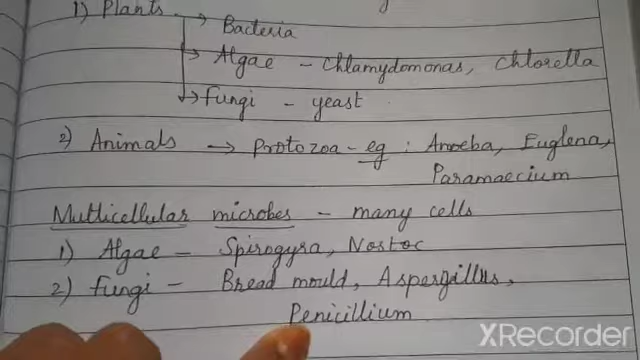 1) Plants → Bacteria
→ Algae - Chlamydomonas, Chlorella
→ Fungi - yeast
2) Animals → Protozoa - eg : Amoeba, Euglena,
Paramaecium
Multicellular microbes - many cells
1) Algae - Spirogyra, Nostoc
2) Fungi - Bread mould, Aspergillus,
Penicillium
XRecorder